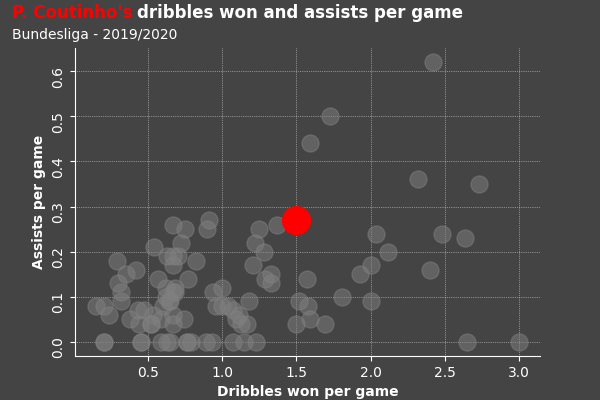 P. Coutinho's dribbles won and assists per game
Bundesliga - 2019/2020
Assists per game
0.6
0.5
0.4
0.3
0.2
0.1
0.0
0.5 1.0 1.5 2.0 2.5 3.0
Dribbles won per game